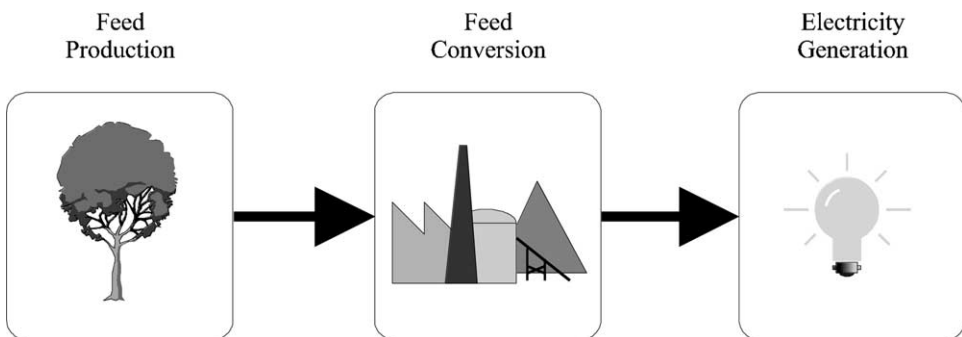 Feed
Production
Feed
Conversion
Electricity
Generation